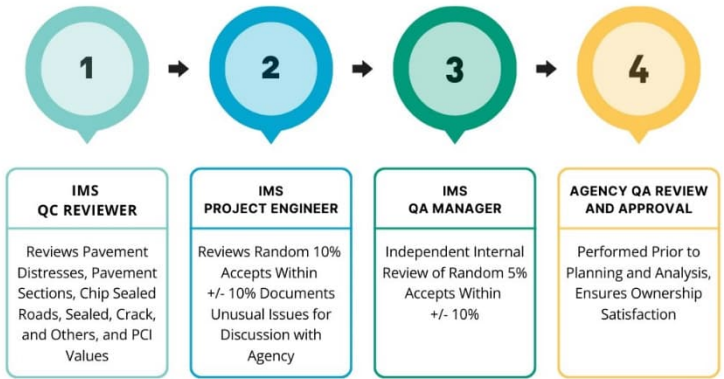 1
2
3
4
IMS
QC REVIEWER
Reviews Pavement
Distresses, Pavement
Sections, Chip Sealed
Roads, Sealed, Crack,
and Others, and PCI
Values
IMS
PROJECT ENGINEER
Reviews Random 10%
Accepts Within
+/- 10% Documents
Unusual Issues for
Discussion with
Agency
IMS
QA MANAGER
Independent Internal
Review of Random 5%
Accepts Within
+/- 10%
AGENCY QA REVIEW
AND APPROVAL
Performed Prior to
Planning and Analysis,
Ensures Ownership
Satisfaction